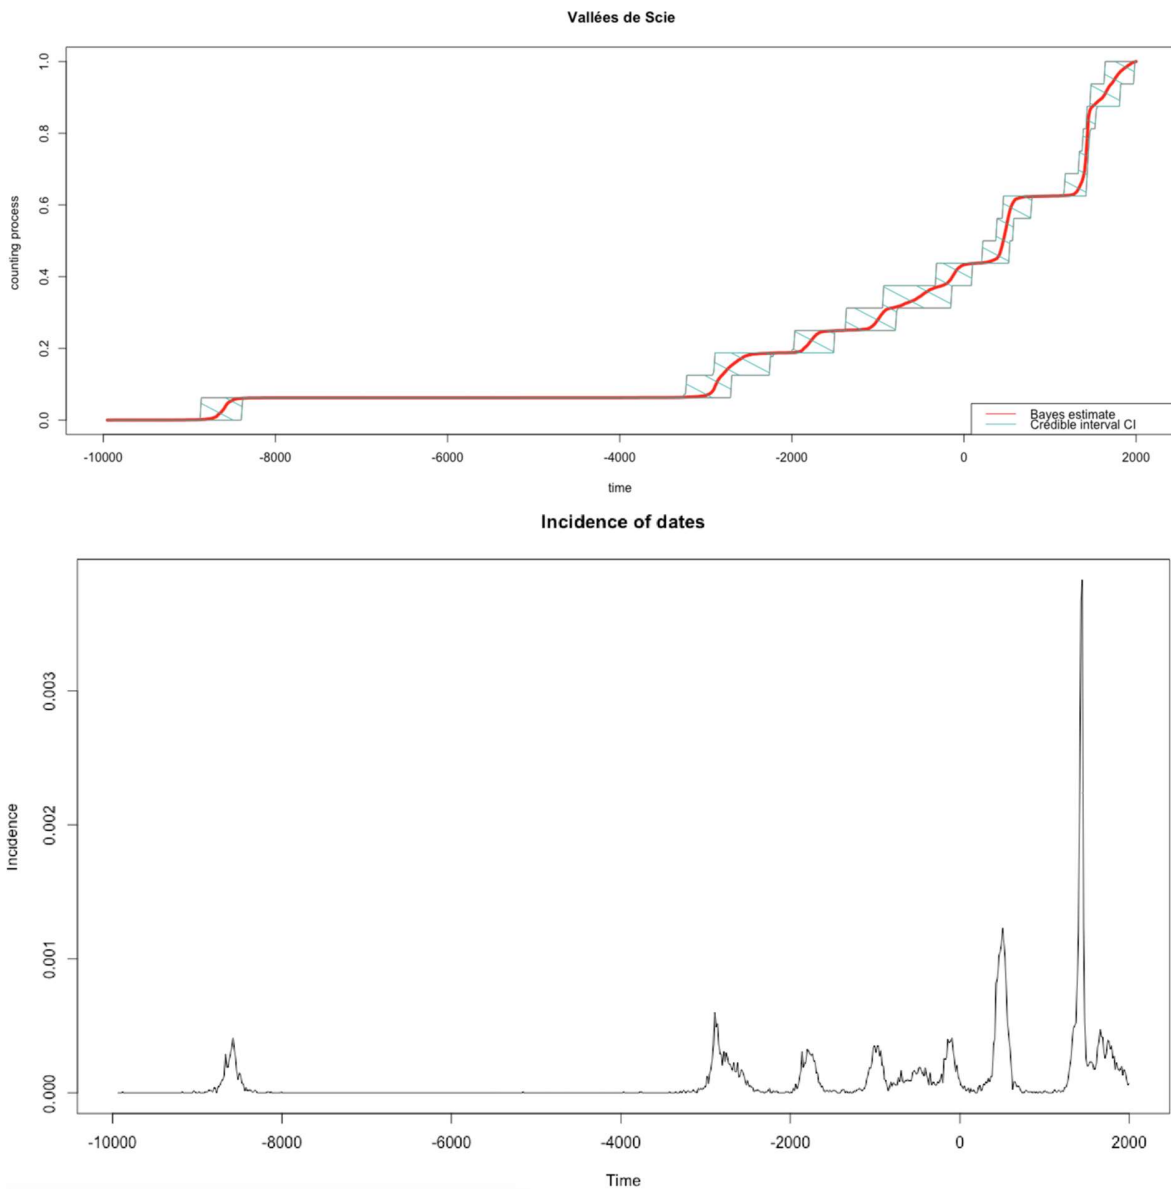 Vallées de Scie
1.0
0.8
0.6
0.4
0.2
0.0
counting process
Bayes estimate
Crédible interval CI
-10000 -8000 -6000 -4000 -2000 0 2000
time
Incidence of dates
0.003
0.002
0.001
0.000
Incidence
-10000 -8000 -6000 -4000 -2000 0 2000
Time